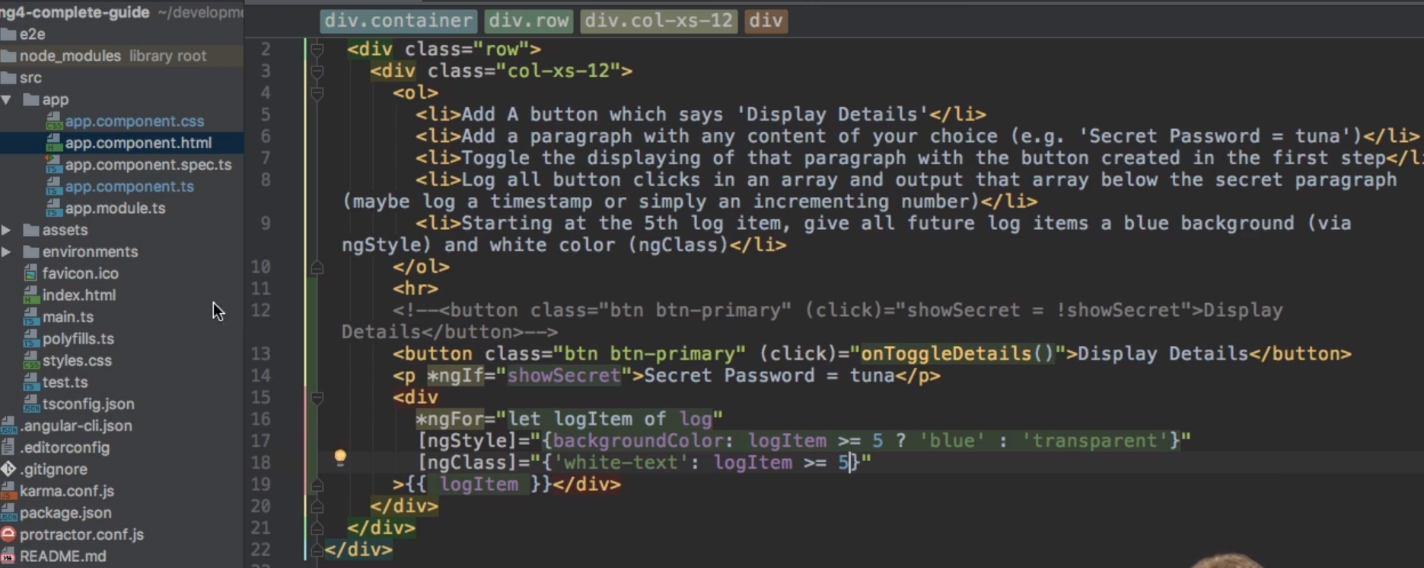 ng4-complete-guide ~/developme
e2e
node_modules library root
src
app
app.component.css
app.component.html
app.component.spec.ts
app.component.ts
app.module.ts
assets
environments
favicon.ico
index.html
main.ts
polyfills.ts
styles.css
test.ts
tsconfig.json
.angular-cli.json
.editorconfig
.gitignore
karma.conf.js
package.json
protractor.conf.js
README.md
div.container div.row div.col-xs-12 div
2 <div class="row">
3 <div class="col-xs-12">
4 <ol>
5 <li>Add A button which says 'Display Details'</li>
6 <li>Add a paragraph with any content of your choice (e.g. 'Secret Password = tuna')</li>
7 <li>Toggle the displaying of that paragraph with the button created in the first step</l
8 <li>Log all button clicks in an array and output that array below the secret paragraph
(maybe log a timestamp or simply an incrementing number)</li>
9 <li>Starting at the 5th log item, give all future log items a blue background (via
ngStyle) and white color (ngClass)</li>
10 </ol>
11 <hr>
12 <!--<button class="btn btn-primary" (click)="showSecret = !showSecret">Display
Details</button>-->
13 <button class="btn btn-primary" (click)="onToggleDetails()">Display Details</button>
14 <p *ngIf="showSecret">Secret Password = tuna</p>
15 <div
16 *ngFor="let logItem of log"
17 [ngStyle]="{backgroundColor: logItem >= 5 ? 'blue' : 'transparent'}"
18 [ngClass]="{'white-text': logItem >= 5}"
19 >{{ logItem }}</div>
20 </div>
21 </div>
22 </div>